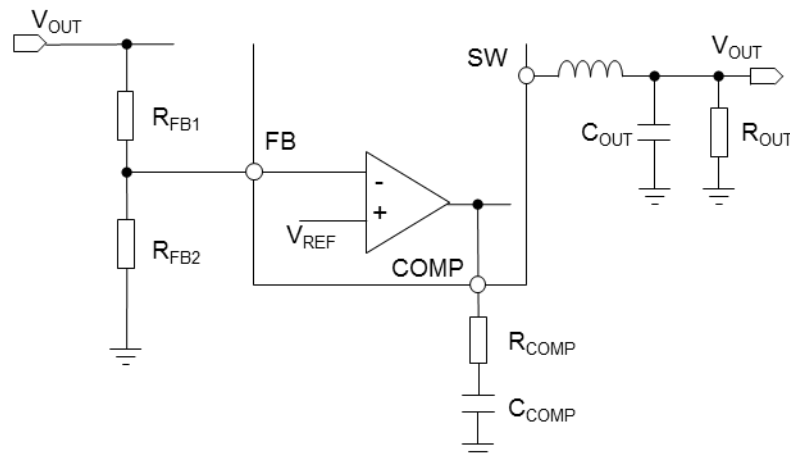 VOUT
SW
VOUT
RFB1
FB
COUT
ROUT
-
+
VREF
RFB2
COMP
RCOMP
CCOMP